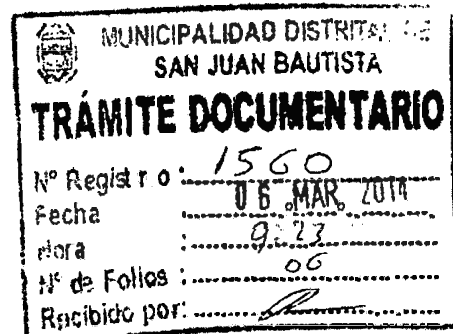 MUNICIPALIDAD DISTRITAL DE
SAN JUAN BAUTISTA
TRÁMITE DOCUMENTARIO
Nº Registro: 1560
Fecha 06 MAR. 2014
Hora : 9:23
Nº de Folios : 06
Recibido por: